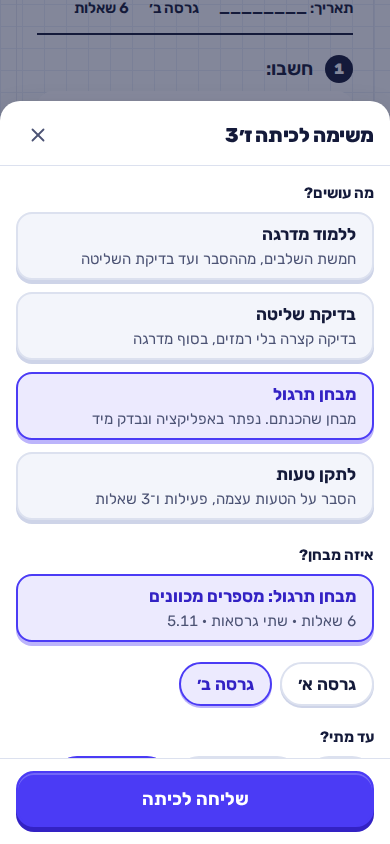 תאריך: _________ גרסה ב׳ 6 שאלות
1 חשבו:
משימה לכיתה ז׳3
מה עושים?
ללמוד מדרגה
חמשת השלבים, מההסבר ועד בדיקת השליטה
בדיקת שליטה
בדיקה קצרה בלי רמזים, בסוף מדרגה
מבחן תרגול
מבחן שהכנתם. נפתר באפליקציה ונבדק מיד
לתקן טעות
הסבר על הטעות עצמה, פעילות ו־3 שאלות
איזה מבחן?
מבחן תרגול: מספרים מכוונים
6 שאלות • שתי גרסאות • 5.11
גרסה א׳
גרסה ב׳
עד מתי?
שליחה לכיתה